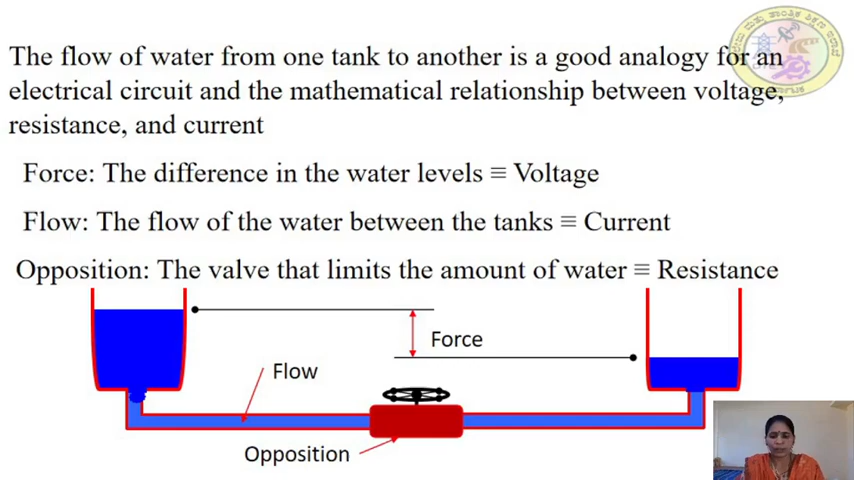 The flow of water from one tank to another is a good analogy for an
electrical circuit and the mathematical relationship between voltage,
resistance, and current
Force: The difference in the water levels ≡ Voltage
Flow: The flow of the water between the tanks ≡ Current
Opposition: The valve that limits the amount of water ≡ Resistance
Force
Flow
Opposition